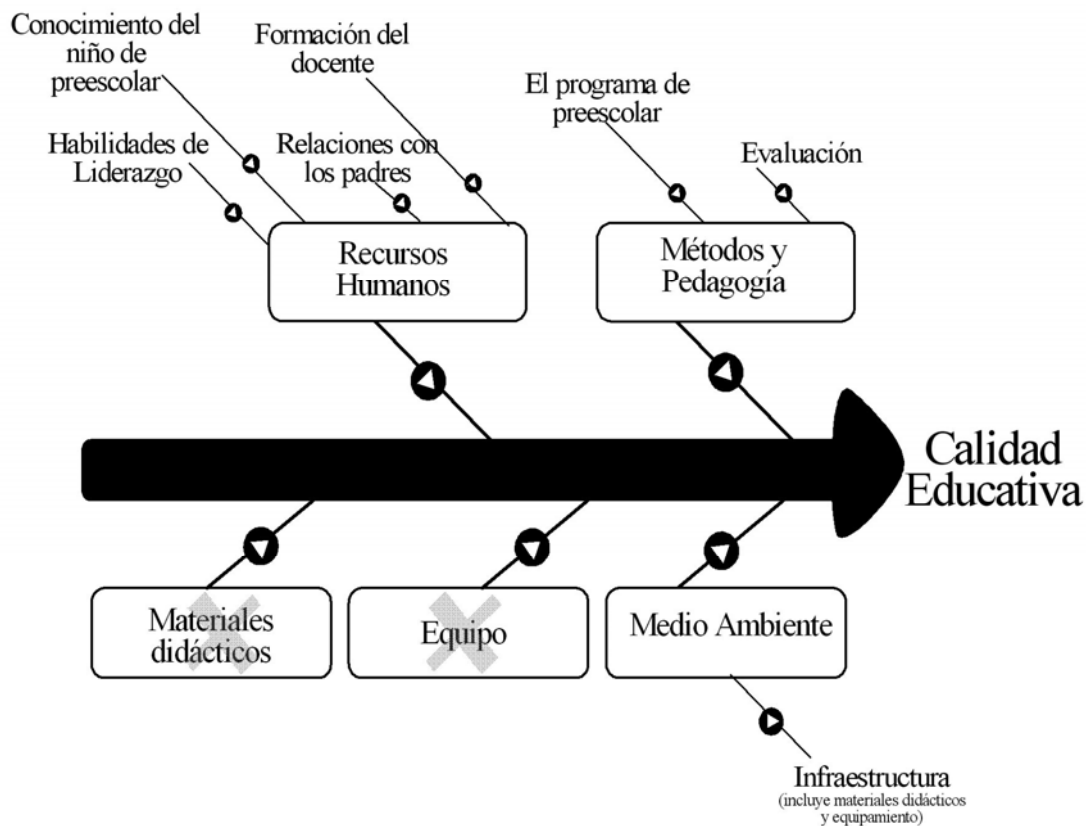 Conocimiento del
niño de
preescolar
Formación del
docente
El programa de
preescolar
Habilidades de
Liderazgo
Relaciones con
los padres
Evaluación
Recursos
Humanos
Métodos y
Pedagogía
Calidad
Educativa
Materiales
didácticos
Equipo
Medio Ambiente
Infraestructura
(incluye materiales didácticos
y equipamiento)